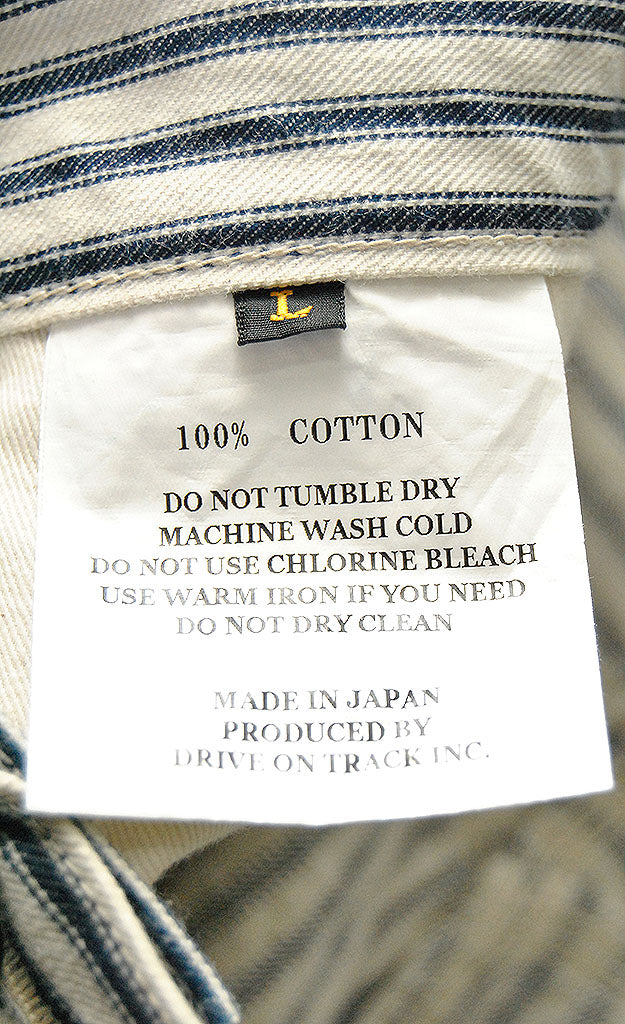 L
100% COTTON
DO NOT TUMBLE DRY
MACHINE WASH COLD
DO NOT USE CHLORINE BLEACH
USE WARM IRON IF YOU NEED
DO NOT DRY CLEAN
MADE IN JAPAN
PRODUCED BY
DRIVE ON TRACK INC.